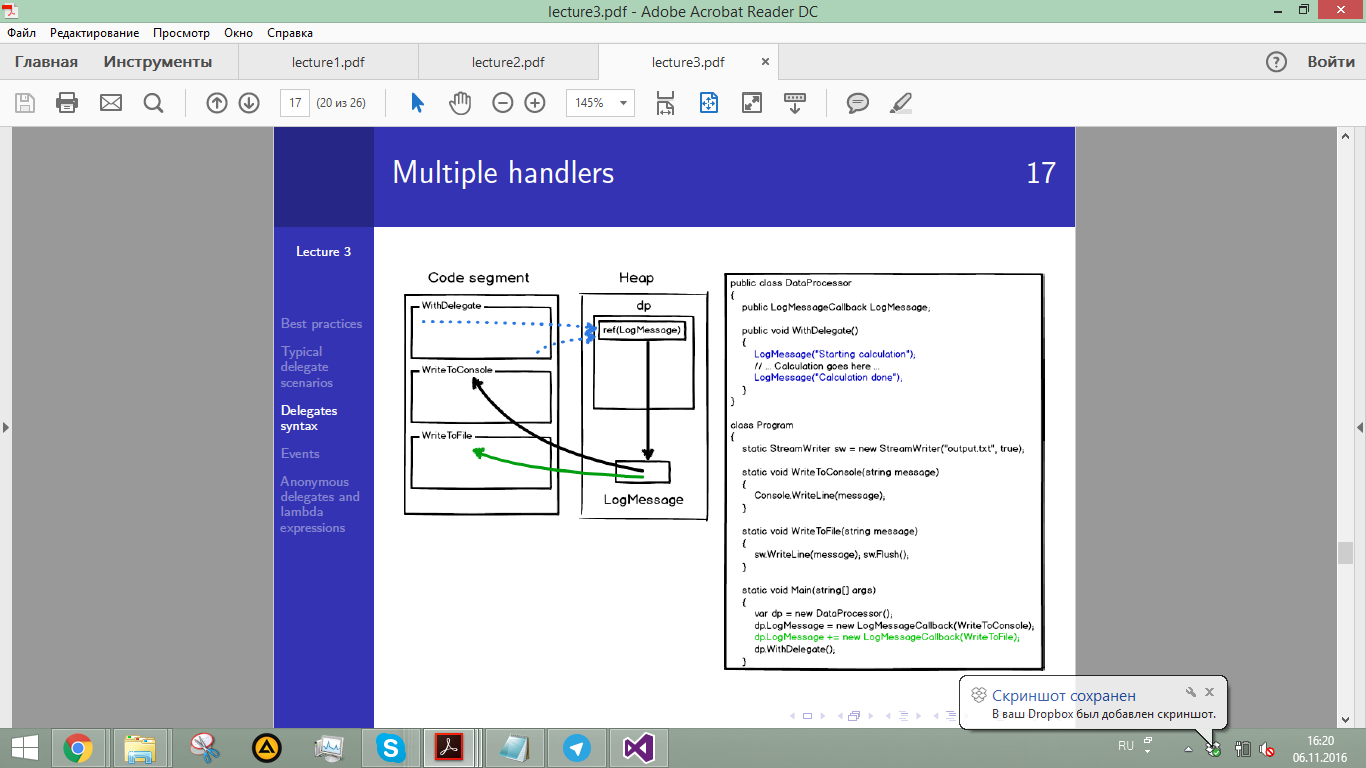 lecture3.pdf - Adobe Acrobat Reader DC
Файл Редактирование Просмотр Окно Справка
Главная Инструменты lecture1.pdf lecture2.pdf lecture3.pdf × ? Войти
17 (20 из 26) 145%
Multiple handlers 17
Lecture 3
Best practices
Typical
delegate
scenarios
Delegates
syntax
Events
Anonymous
delegates and
lambda
expressions
Code segment
WithDelegate
WriteToConsole
WriteToFile
Heap
dp
ref(LogMessage)
LogMessage
public class DataProcessor
{
public LogMessageCallback LogMessage;
public void WithDelegate()
{
LogMessage("Starting calculation");
// ... Calculation goes here ...
LogMessage("Calculation done");
}
}
class Program
{
static StreamWriter sw = new StreamWriter("output.txt", true);
static void WriteToConsole(string message)
{
Console.WriteLine(message);
}
static void WriteToFile(string message)
{
sw.WriteLine(message); sw.Flush();
}
static void Main(string[] args)
{
var dp = new DataProcessor();
dp.LogMessage = new LogMessageCallback(WriteToConsole);
dp.LogMessage += new LogMessageCallback(WriteToFile);
dp.WithDelegate();
}
Скриншот сохранен
В ваш Dropbox был добавлен скриншот.
RU
16:20
06.11.2016